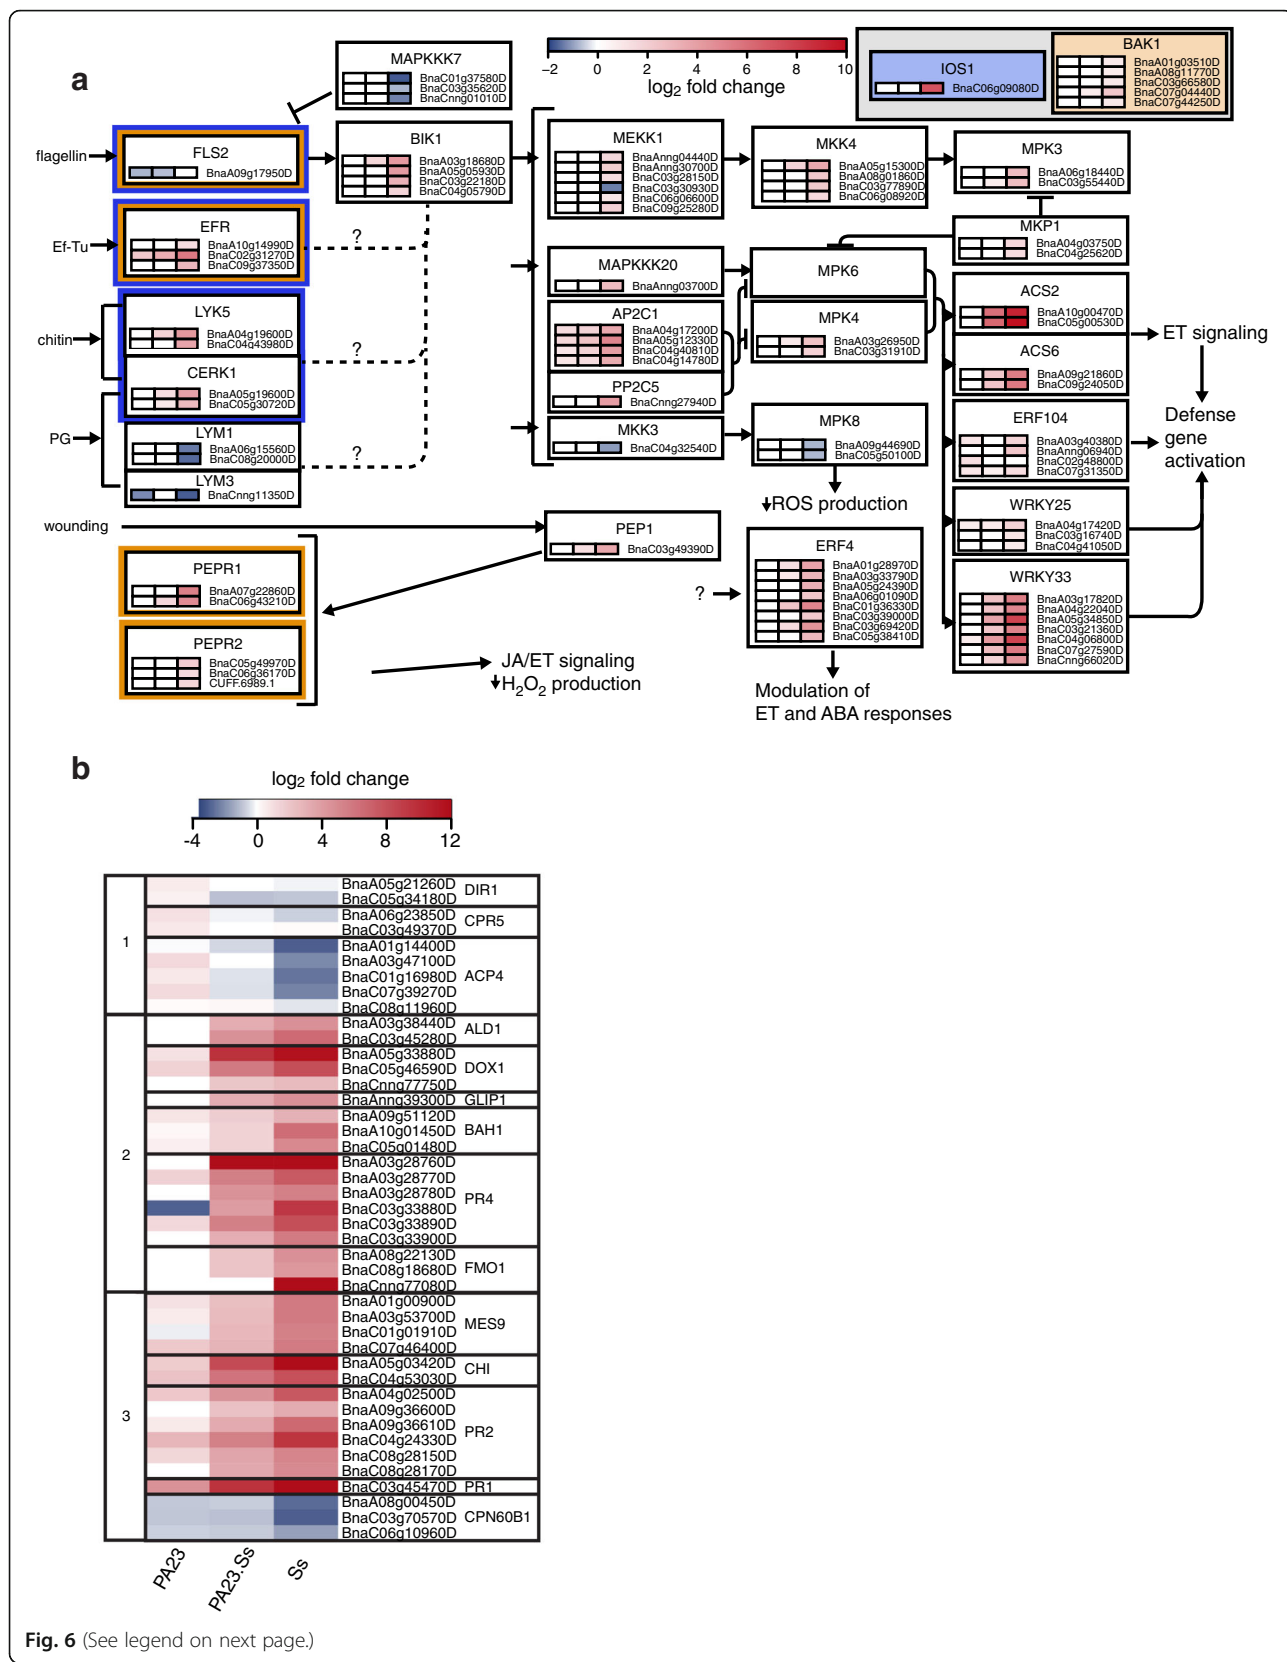 a
MAPKKK7
BnaC01g37580D
BnaC03g35620D
BnaCnng01010D
-2 0 2 4 6 8 10
log2 fold change
IOS1
BnaC06g09080D
BAK1
BnaA01g03510D
BnaA08g11770D
BnaC03g66580D
BnaC07g04440D
BnaC07g44250D
flagellin
FLS2
BnaA09g17950D
BIK1
BnaA03g18680D
BnaA05g05930D
BnaC03g22180D
BnaC04g05790D
MEKK1
BnaAnng04440D
BnaAnng30700D
BnaC03g28150D
BnaC03g30930D
BnaC06g06600D
BnaC09g25280D
MKK4
BnaA05g15300D
BnaA08g01860D
BnaC03g77890D
BnaC06g08920D
MPK3
BnaA06g18440D
BnaC03g55440D
Ef-Tu
EFR
BnaA10g14990D
BnaC02g31270D
BnaC09g37350D
?
MAPKKK20
BnaAnng03700D
MPK6
MKP1
BnaA04g03750D
BnaC04g25620D
chitin
LYK5
BnaA04g19600D
BnaC04g43980D
?
AP2C1
BnaA04g17200D
BnaA05g12330D
BnaC04g40810D
BnaC04g14780D
MPK4
BnaA03g26950D
BnaC03g31910D
ACS2
BnaA10g00470D
BnaC05g00530D
ET signaling
CERK1
BnaA05g19600D
BnaC05g30720D
PP2C5
BnaCnng27940D
ACS6
BnaA09g21860D
BnaC09g24050D
PG
LYM1
BnaA06g15560D
BnaC08g20000D
?
MKK3
BnaC04g32540D
MPK8
BnaA09g44690D
BnaC05g50100D
ERF104
BnaA03g40380D
BnaAnng06940D
BnaC02g48800D
BnaC07g31350D
Defense
gene
activation
LYM3
BnaCnng11350D
ROS production
WRKY25
BnaA04g17420D
BnaC03g16740D
BnaC04g41050D
wounding
PEP1
BnaC03g49390D
PEPR1
BnaA07g22860D
BnaC06g43210D
?
ERF4
BnaA01g28970D
BnaA03g33790D
BnaA05g24390D
BnaA06g01090D
BnaC01g36330D
BnaC03g39000D
BnaC03g69420D
BnaC05g38410D
WRKY33
BnaA03g17820D
BnaA04g22040D
BnaA05g34850D
BnaC03g21360D
BnaC04g06800D
BnaC07g27590D
BnaCnng66020D
PEPR2
BnaC05g49970D
BnaC06g36170D
CUFF.6989.1
JA/ET signaling
H2O2 production
Modulation of
ET and ABA responses
b
log2 fold change
-4 0 4 8 12
1
BnaA05g21260D
BnaC05g34180D
DIR1
BnaA06g23850D
BnaC03g49370D
CPR5
BnaA01g14400D
BnaA03g47100D
BnaC01g16980D
BnaC07g39270D
BnaC08g11960D
ACP4
2
BnaA03g38440D
BnaC03g45280D
ALD1
BnaA05g33880D
BnaC05g46590D
BnaCnng77750D
DOX1
BnaAnng39300D GLIP1
BnaA09g51120D
BnaA10g01450D
BnaC05g01480D
BAH1
BnaA03g28760D
BnaA03g28770D
BnaA03g28780D
BnaC03g33880D
BnaC03g33890D
BnaC03g33900D
PR4
BnaA08g22130D
BnaC08g18680D
BnaCnng77080D
FMO1
3
BnaA01g00900D
BnaA03g53700D
BnaC01g01910D
BnaC07g46400D
MES9
BnaA05g03420D
BnaC04g53030D
CHI
BnaA04g02500D
BnaA09g36600D
BnaA09g36610D
BnaC04g24330D
BnaC08g28150D
BnaC08g28170D
PR2
BnaC03g45470D PR1
BnaA08g00450D
BnaC03g70570D
BnaC06g10960D
CPN60B1
PA23
PA23.Ss
Ss
Fig. 6 (See legend on next page.)